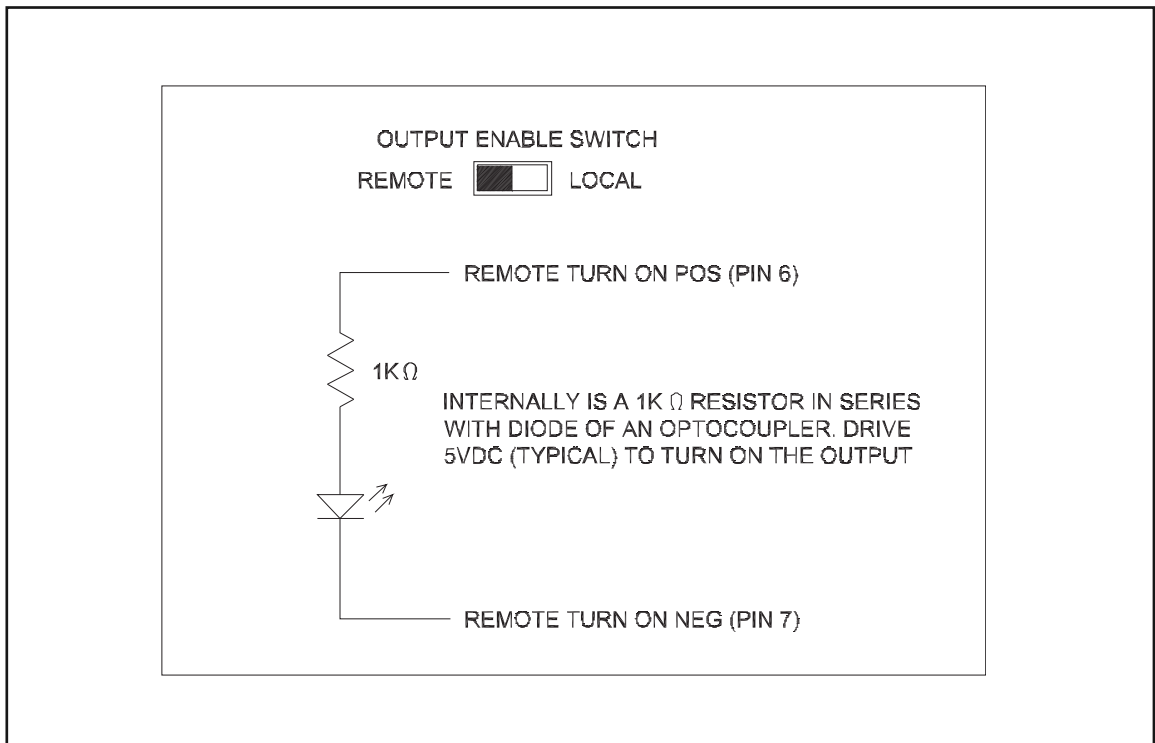 OUTPUT ENABLE SWITCH
REMOTE LOCAL
REMOTE TURN ON POS (PIN 6)
1K Ω
INTERNALLY IS A 1K Ω RESISTOR IN SERIES
WITH DIODE OF AN OPTOCOUPLER. DRIVE
5VDC (TYPICAL) TO TURN ON THE OUTPUT
REMOTE TURN ON NEG (PIN 7)